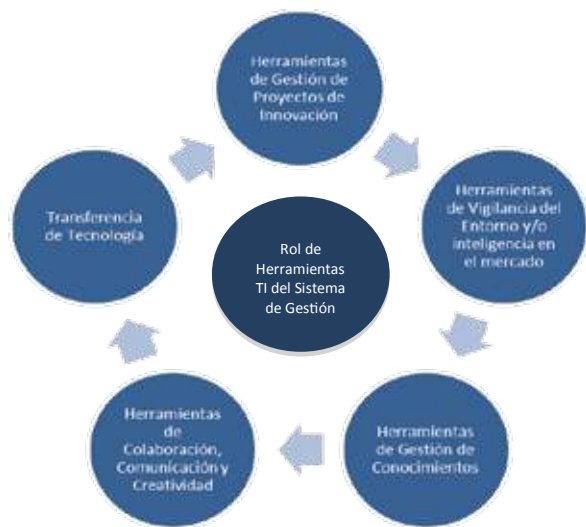 Herramientas
de Gestión de
Proyectos de
Innovación
Herramientas
de Vigilancia del
Entorno y/o
inteligencia en
el mercado
Herramientas
de Gestión de
Conocimientos
Herramientas
de
Colaboración,
Comunicación y
Creatividad
Transferencia
de Tecnología
Rol de
Herramientas
TI del Sistema
de Gestión